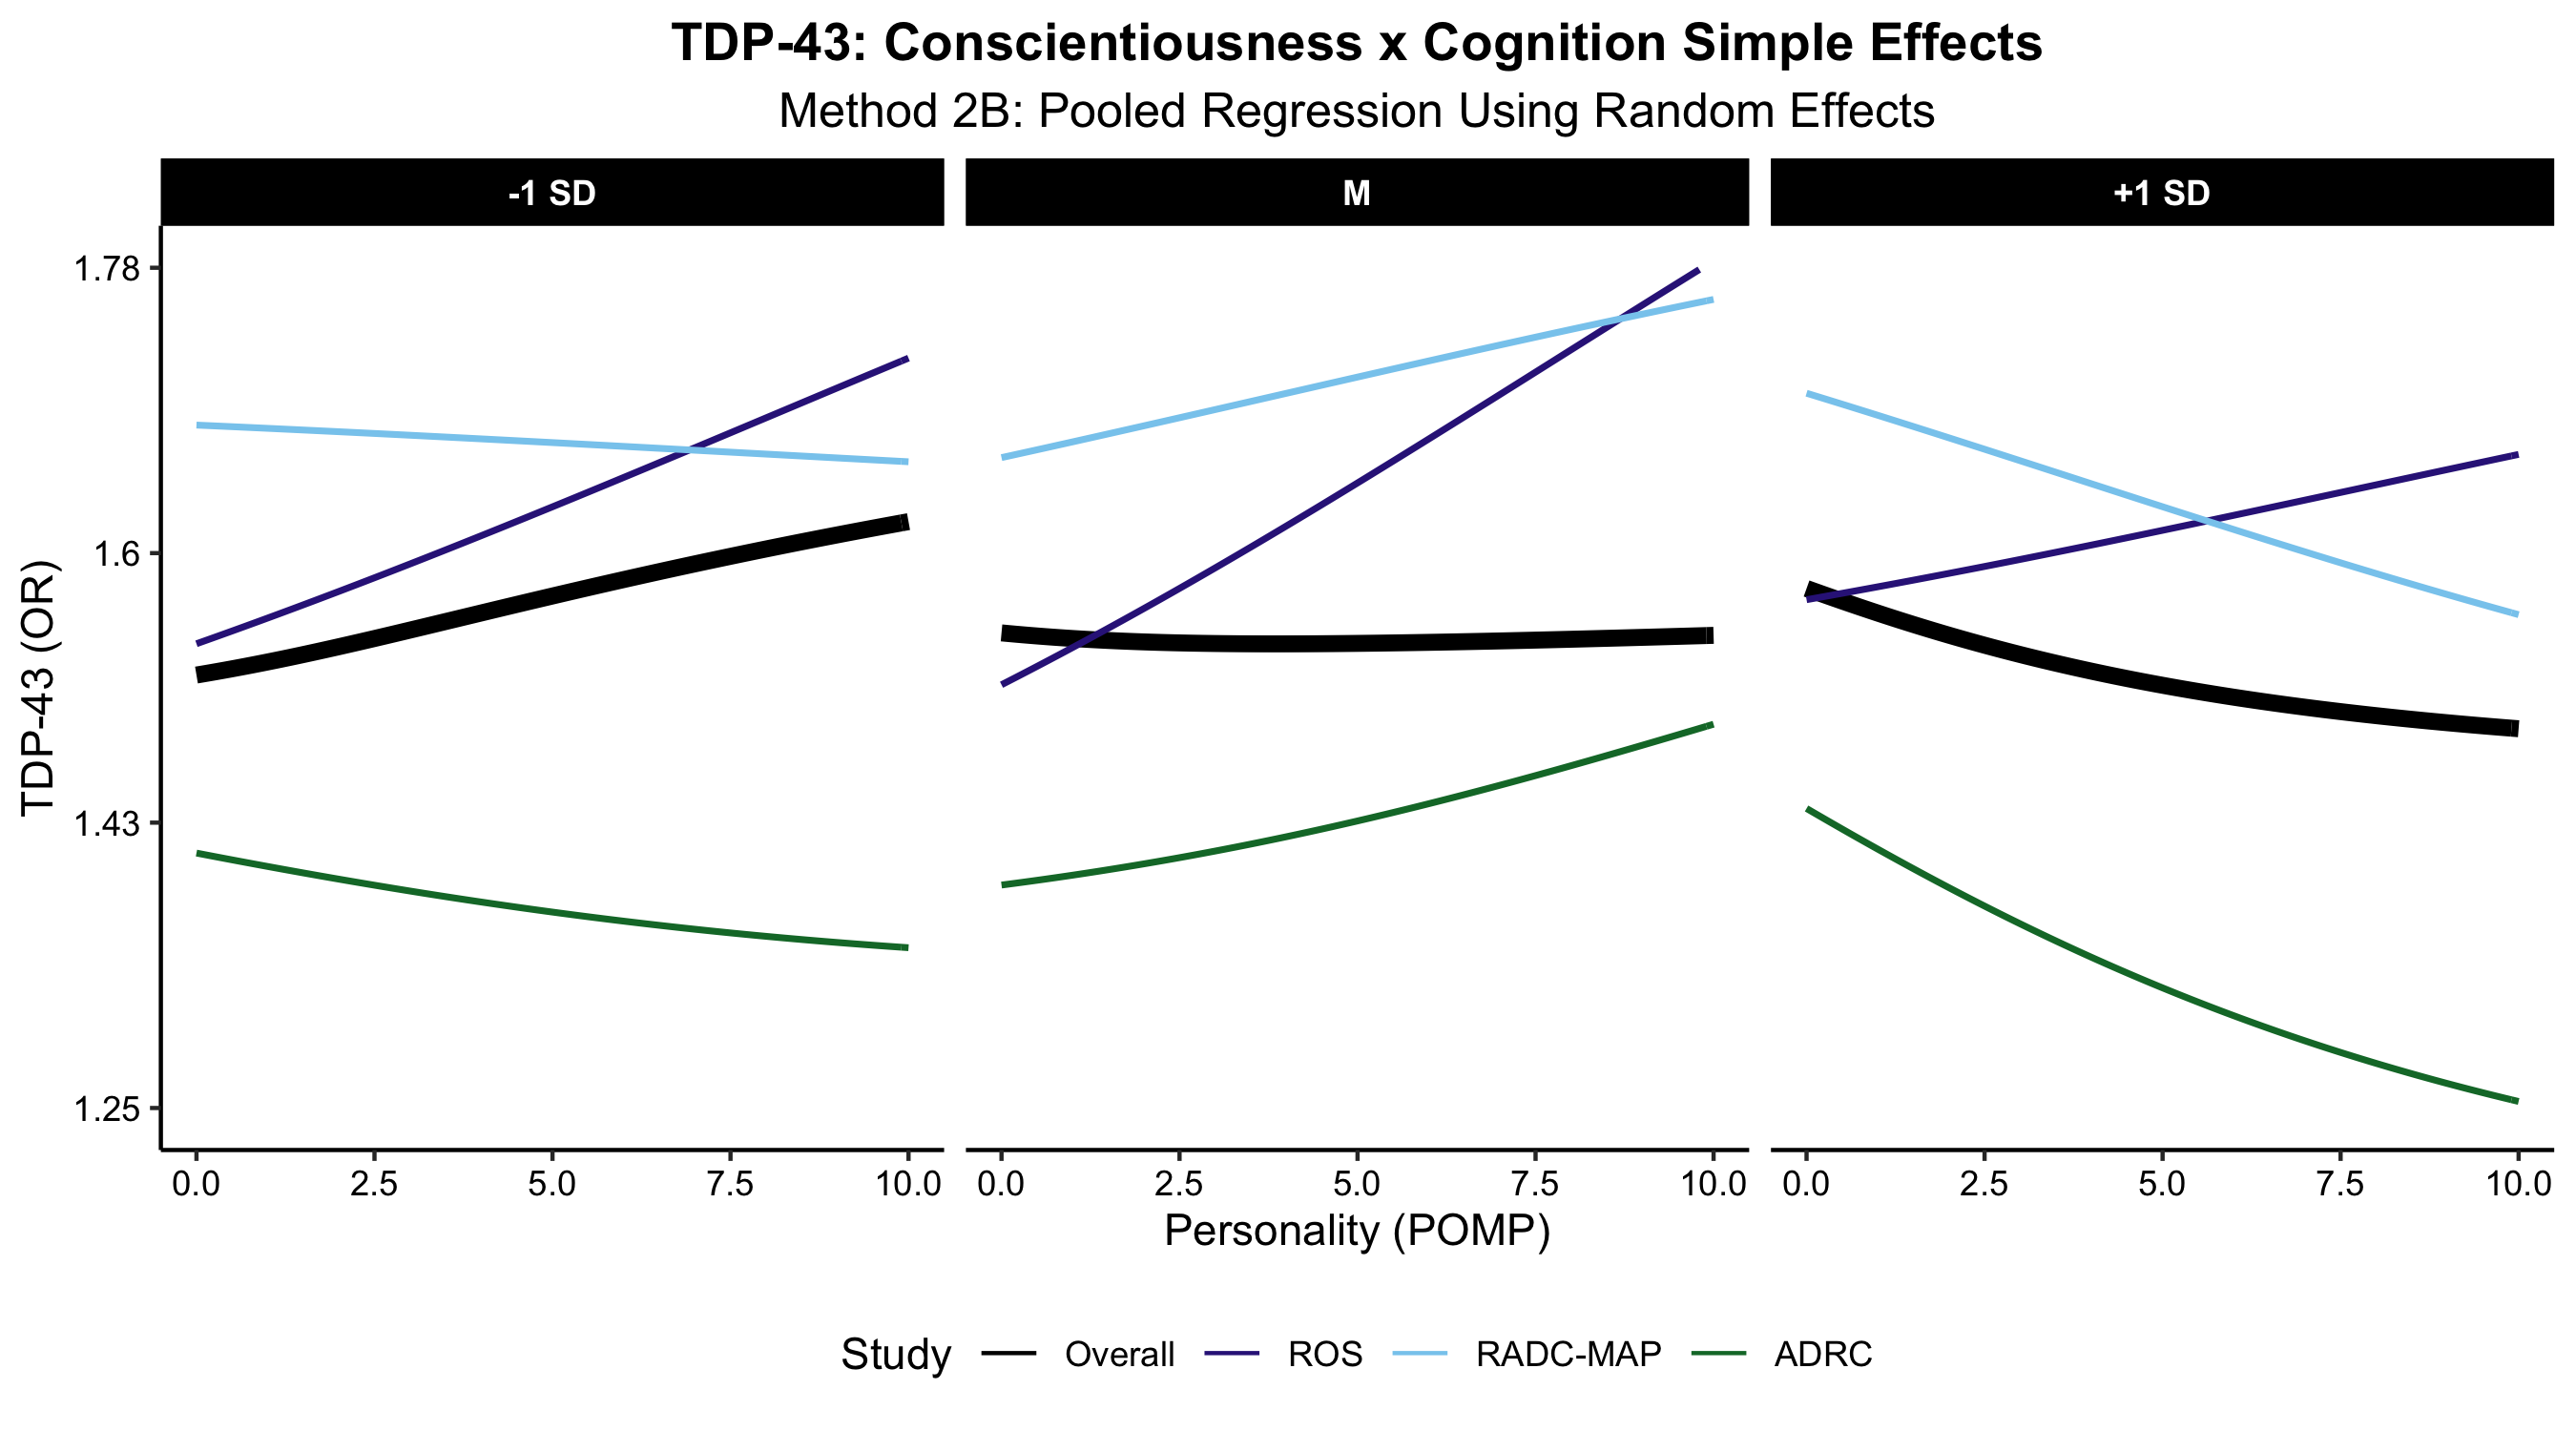 TDP-43: Conscientiousness x Cognition Simple Effects
Method 2B: Pooled Regression Using Random Effects
-1 SD M +1 SD
1.78
1.6
1.43
1.25
TDP-43 (OR)
0.0 2.5 5.0 7.5 10.0 0.0 2.5 5.0 7.5 10.0 0.0 2.5 5.0 7.5 10.0
Personality (POMP)
Study Overall ROS RADC-MAP ADRC